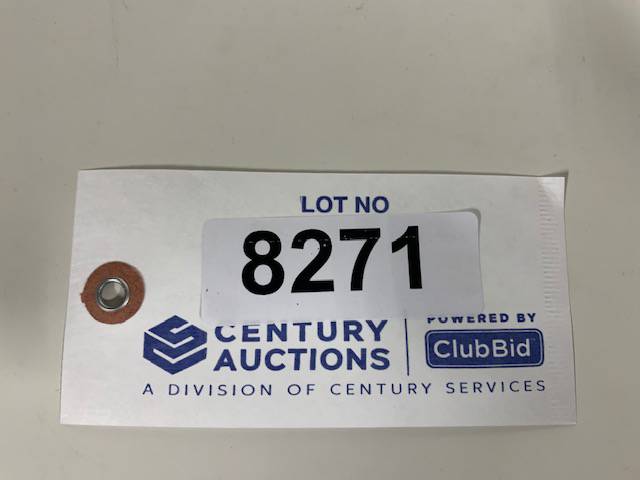 LOT NO
8271
CENTURY
AUCTIONS
POWERED BY
ClubBid
A DIVISION OF CENTURY SERVICES